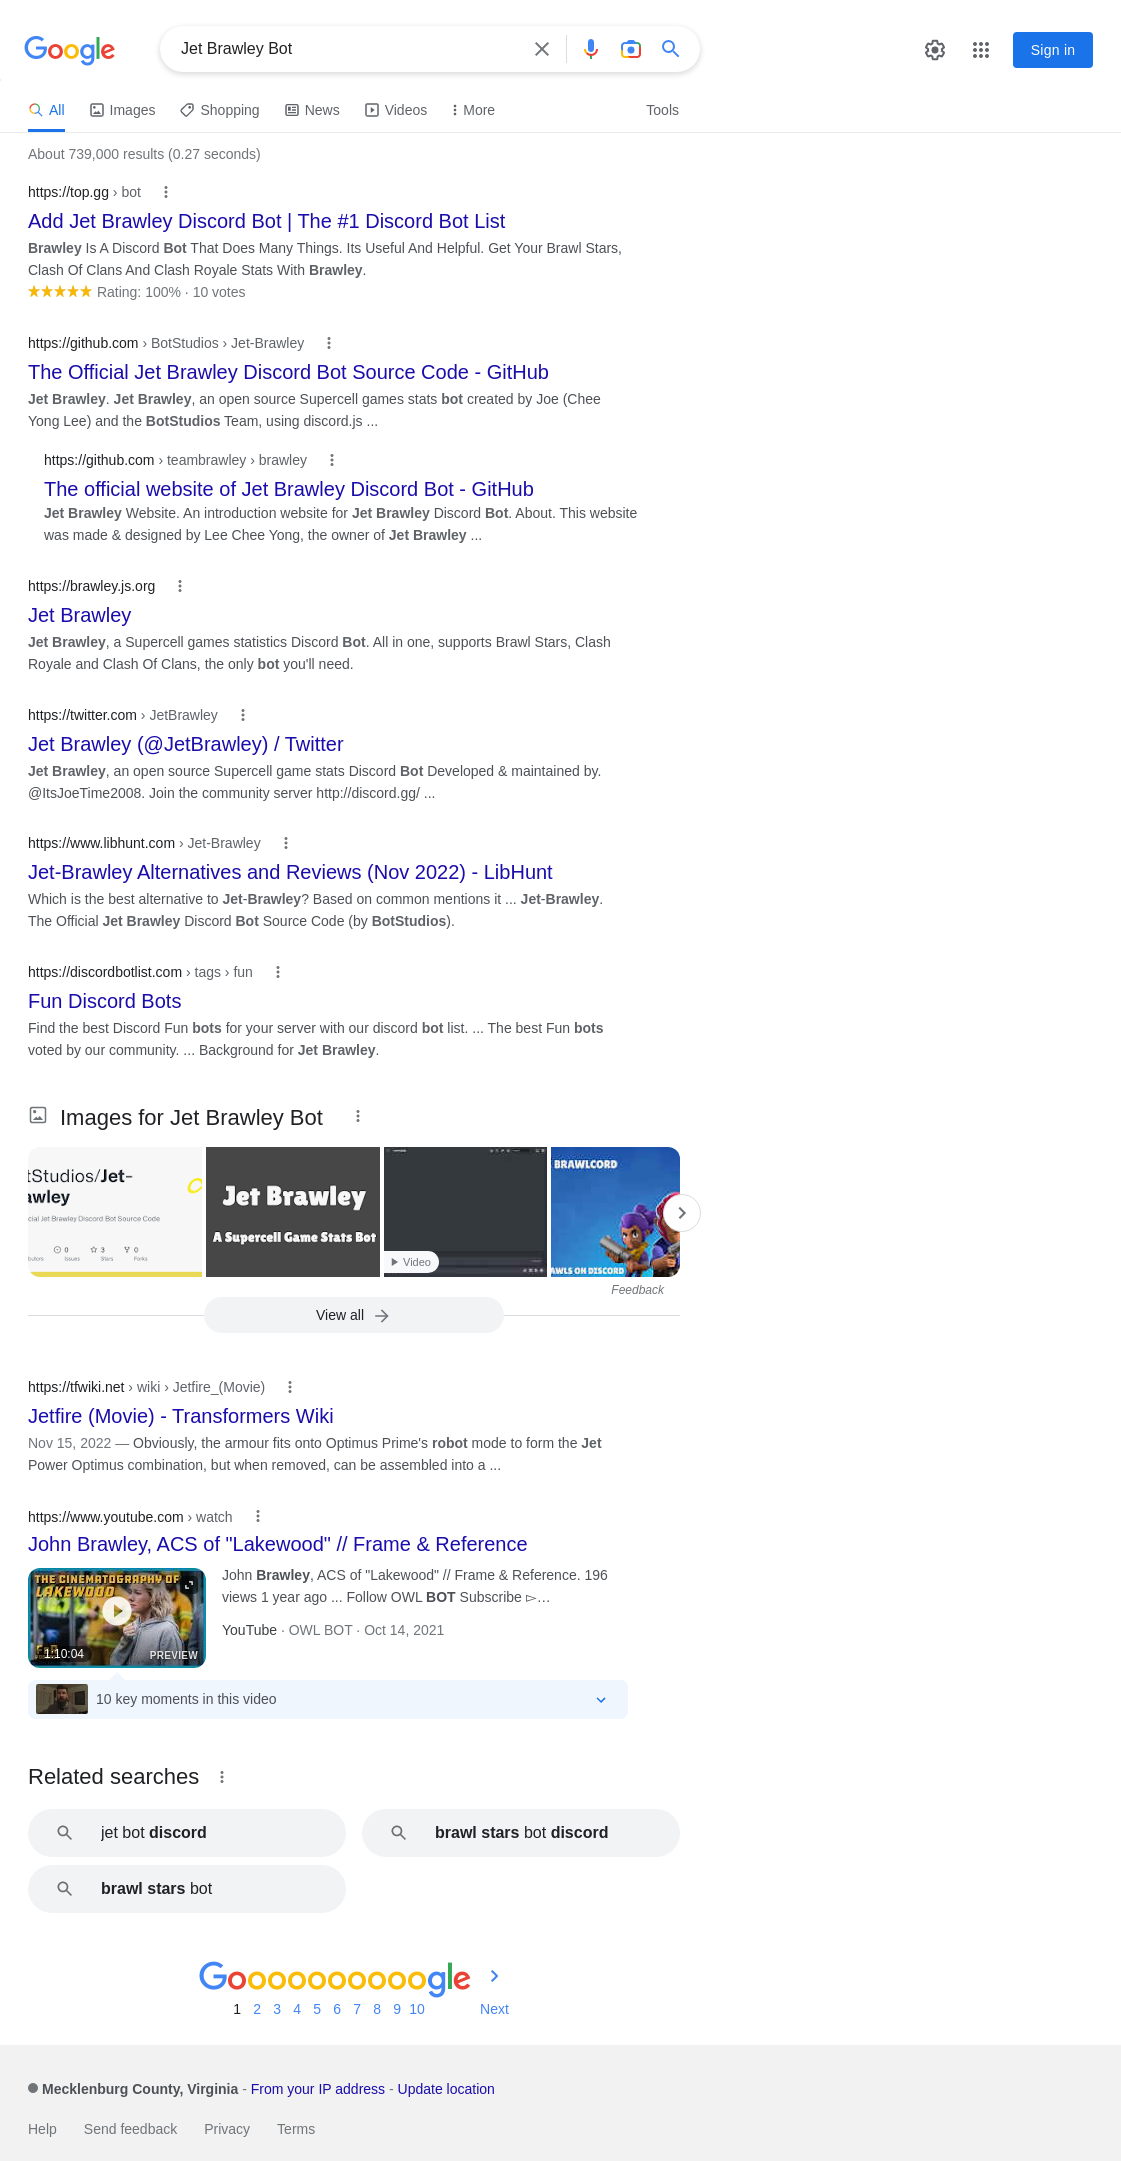 Google
Jet Brawley Bot
Sign in
All
Images
Shopping
News
Videos
More
Tools
About 739,000 results (0.27 seconds)
https://top.gg › bot
Add Jet Brawley Discord Bot | The #1 Discord Bot List
Brawley Is A Discord Bot That Does Many Things. Its Useful And Helpful. Get Your Brawl Stars,
Clash Of Clans And Clash Royale Stats With Brawley.
Rating: 100% · 10 votes
https://github.com › BotStudios › Jet-Brawley
The Official Jet Brawley Discord Bot Source Code - GitHub
Jet Brawley. Jet Brawley, an open source Supercell games stats bot created by Joe (Chee
Yong Lee) and the BotStudios Team, using discord.js ...
https://github.com › teambrawley › brawley
The official website of Jet Brawley Discord Bot - GitHub
Jet Brawley Website. An introduction website for Jet Brawley Discord Bot. About. This website
was made & designed by Lee Chee Yong, the owner of Jet Brawley ...
https://brawley.js.org
Jet Brawley
Jet Brawley, a Supercell games statistics Discord Bot. All in one, supports Brawl Stars, Clash
Royale and Clash Of Clans, the only bot you'll need.
https://twitter.com › JetBrawley
Jet Brawley (@JetBrawley) / Twitter
Jet Brawley, an open source Supercell game stats Discord Bot Developed & maintained by.
@ItsJoeTime2008. Join the community server http://discord.gg/ ...
https://www.libhunt.com › Jet-Brawley
Jet-Brawley Alternatives and Reviews (Nov 2022) - LibHunt
Which is the best alternative to Jet-Brawley? Based on common mentions it ... Jet-Brawley.
The Official Jet Brawley Discord Bot Source Code (by BotStudios).
https://discordbotlist.com › tags › fun
Fun Discord Bots
Find the best Discord Fun bots for your server with our discord bot list. ... The best Fun bots
voted by our community. ... Background for Jet Brawley.
Images for Jet Brawley Bot
tStudios/Jet-
awley
cial Jet Brawley Discord Bot Source Code
0 3 0
butors Issues Stars Forks
Jet Brawley
A Supercell Game Stats Bot
Video
BRAWLCORD
AWLS ON DISCORD
Feedback
View all
https://tfwiki.net › wiki › Jetfire_(Movie)
Jetfire (Movie) - Transformers Wiki
Nov 15, 2022 — Obviously, the armour fits onto Optimus Prime's robot mode to form the Jet
Power Optimus combination, but when removed, can be assembled into a ...
https://www.youtube.com › watch
John Brawley, ACS of "Lakewood" // Frame & Reference
THE CINEMATOGRAPHY OF
LAKEWOOD
1:10:04
PREVIEW
John Brawley, ACS of "Lakewood" // Frame & Reference. 196
views 1 year ago ... Follow OWL BOT Subscribe ▻…
YouTube · OWL BOT · Oct 14, 2021
10 key moments in this video
Related searches
jet bot discord
brawl stars bot discord
brawl stars bot
Goooooooooogle
1 2 3 4 5 6 7 8 9 10 Next
Mecklenburg County, Virginia - From your IP address - Update location
Help Send feedback Privacy Terms